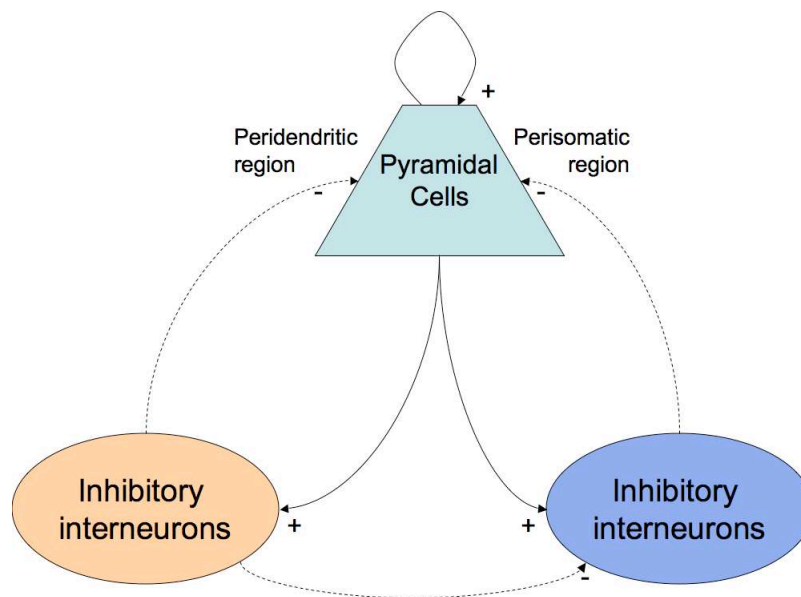 +
Peridendritic
region
Perisomatic
region
Pyramidal
Cells
-
-
Inhibitory
interneurons
Inhibitory
interneurons
+
+
-